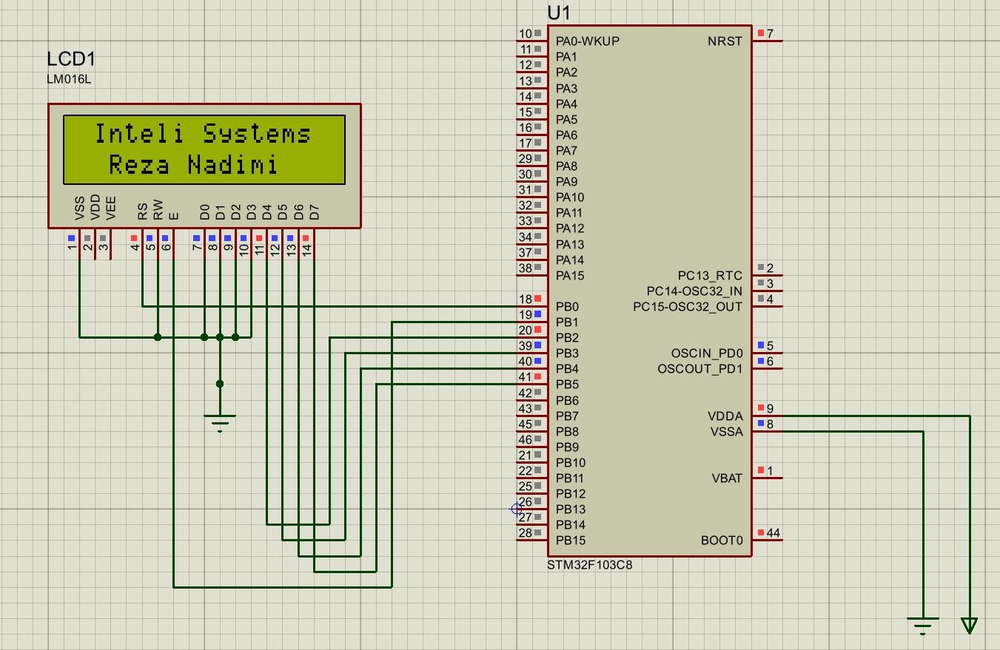 U1
LCD1
LM016L
Inteli Systems
Reza Nadimi
VSS VDD VEE RS RW E D0 D1 D2 D3 D4 D5 D6 D7
1 2 3 4 5 6 7 8 9 10 11 12 13 14
10 PA0-WKUP NRST 7
11 PA1
12 PA2
13 PA3
14 PA4
15 PA5
16 PA6
17 PA7
29 PA8
30 PA9
31 PA10
32 PA11
33 PA12
34 PA13
37 PA14
38 PA15 PC13_RTC 2
PC14-OSC32_IN 3
18 PB0 PC15-OSC32_OUT 4
19 PB1
20 PB2
39 PB3 OSCIN_PD0 5
40 PB4 OSCOUT_PD1 6
41 PB5
42 PB6
43 PB7 VDDA 9
45 PB8 VSSA 8
46 PB9
21 PB10
22 PB11 VBAT 1
25 PB12
26 PB13
27 PB14
28 PB15 BOOT0 44
STM32F103C8